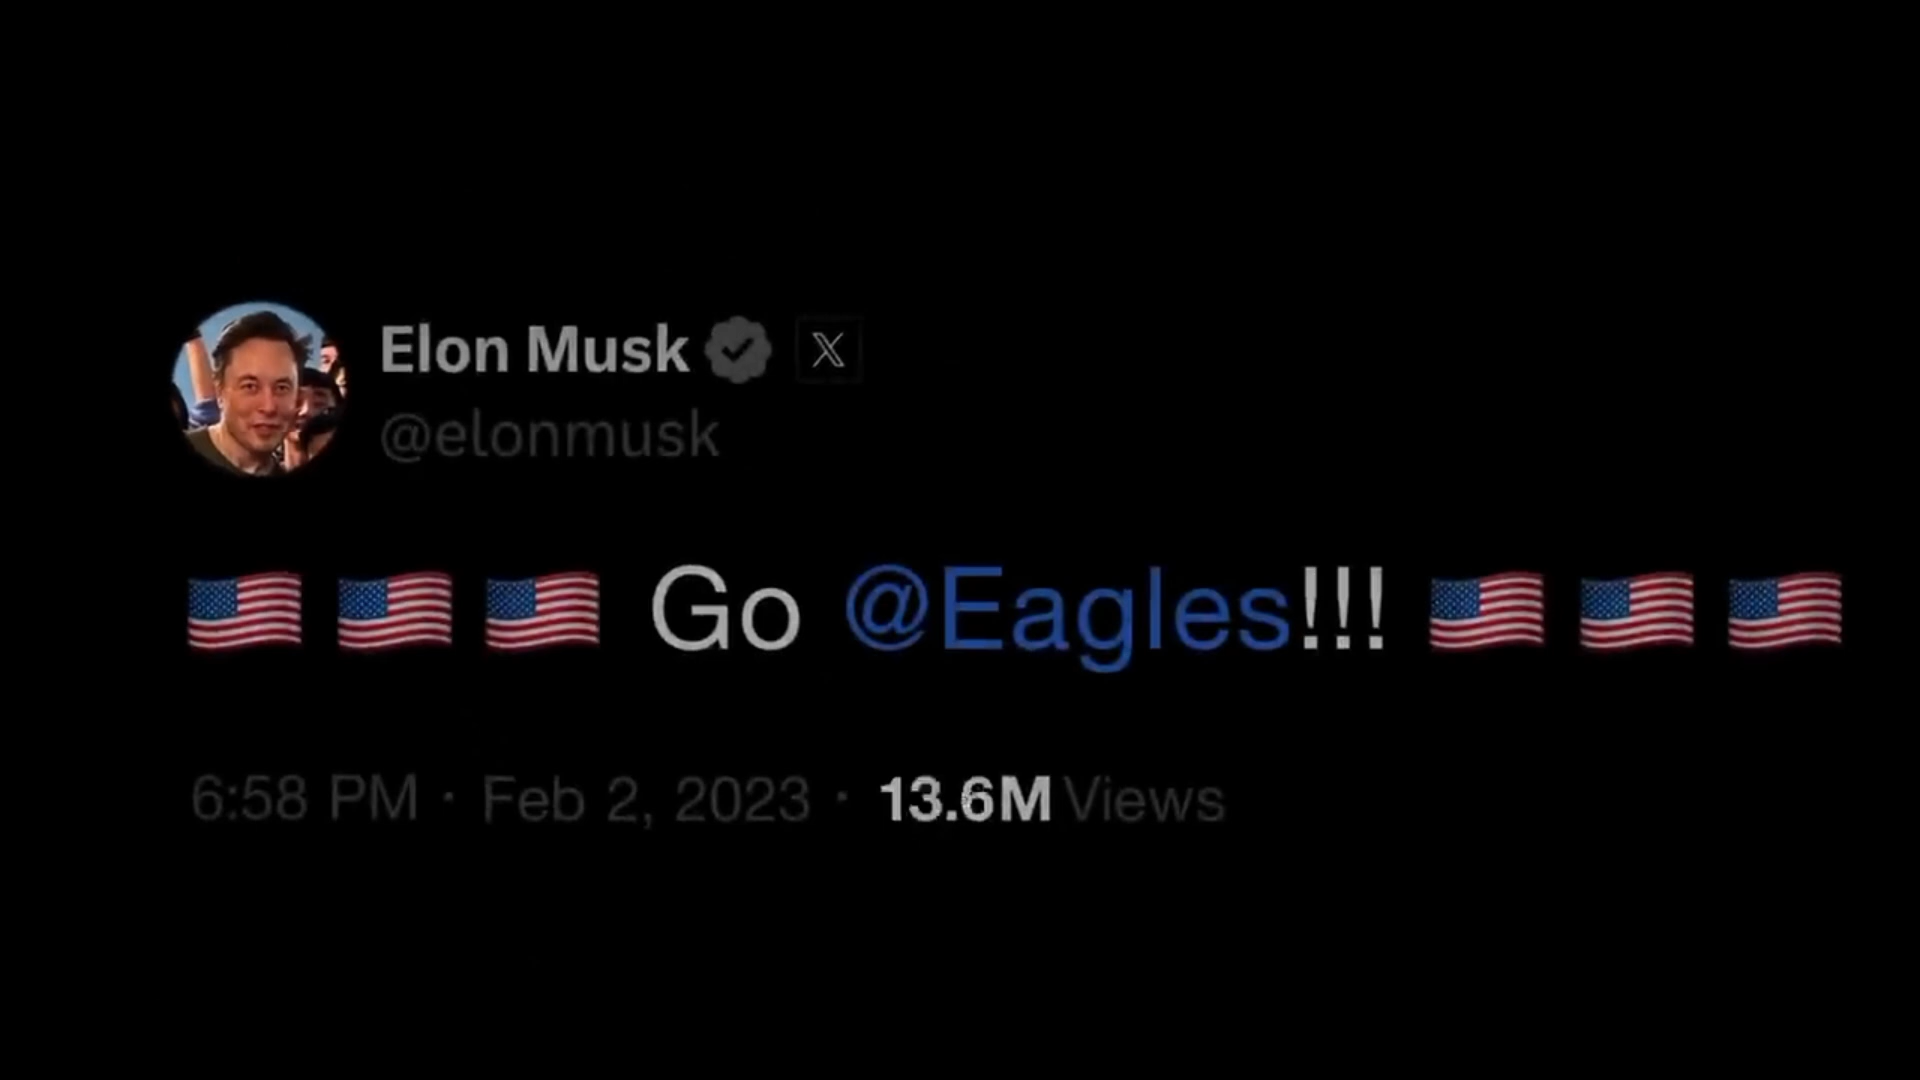 Elon Musk
@elonmusk
🇺🇸 🇺🇸 🇺🇸 Go @Eagles!!! 🇺🇸 🇺🇸 🇺🇸
6:58 PM · Feb 2, 2023 · 13.6M Views